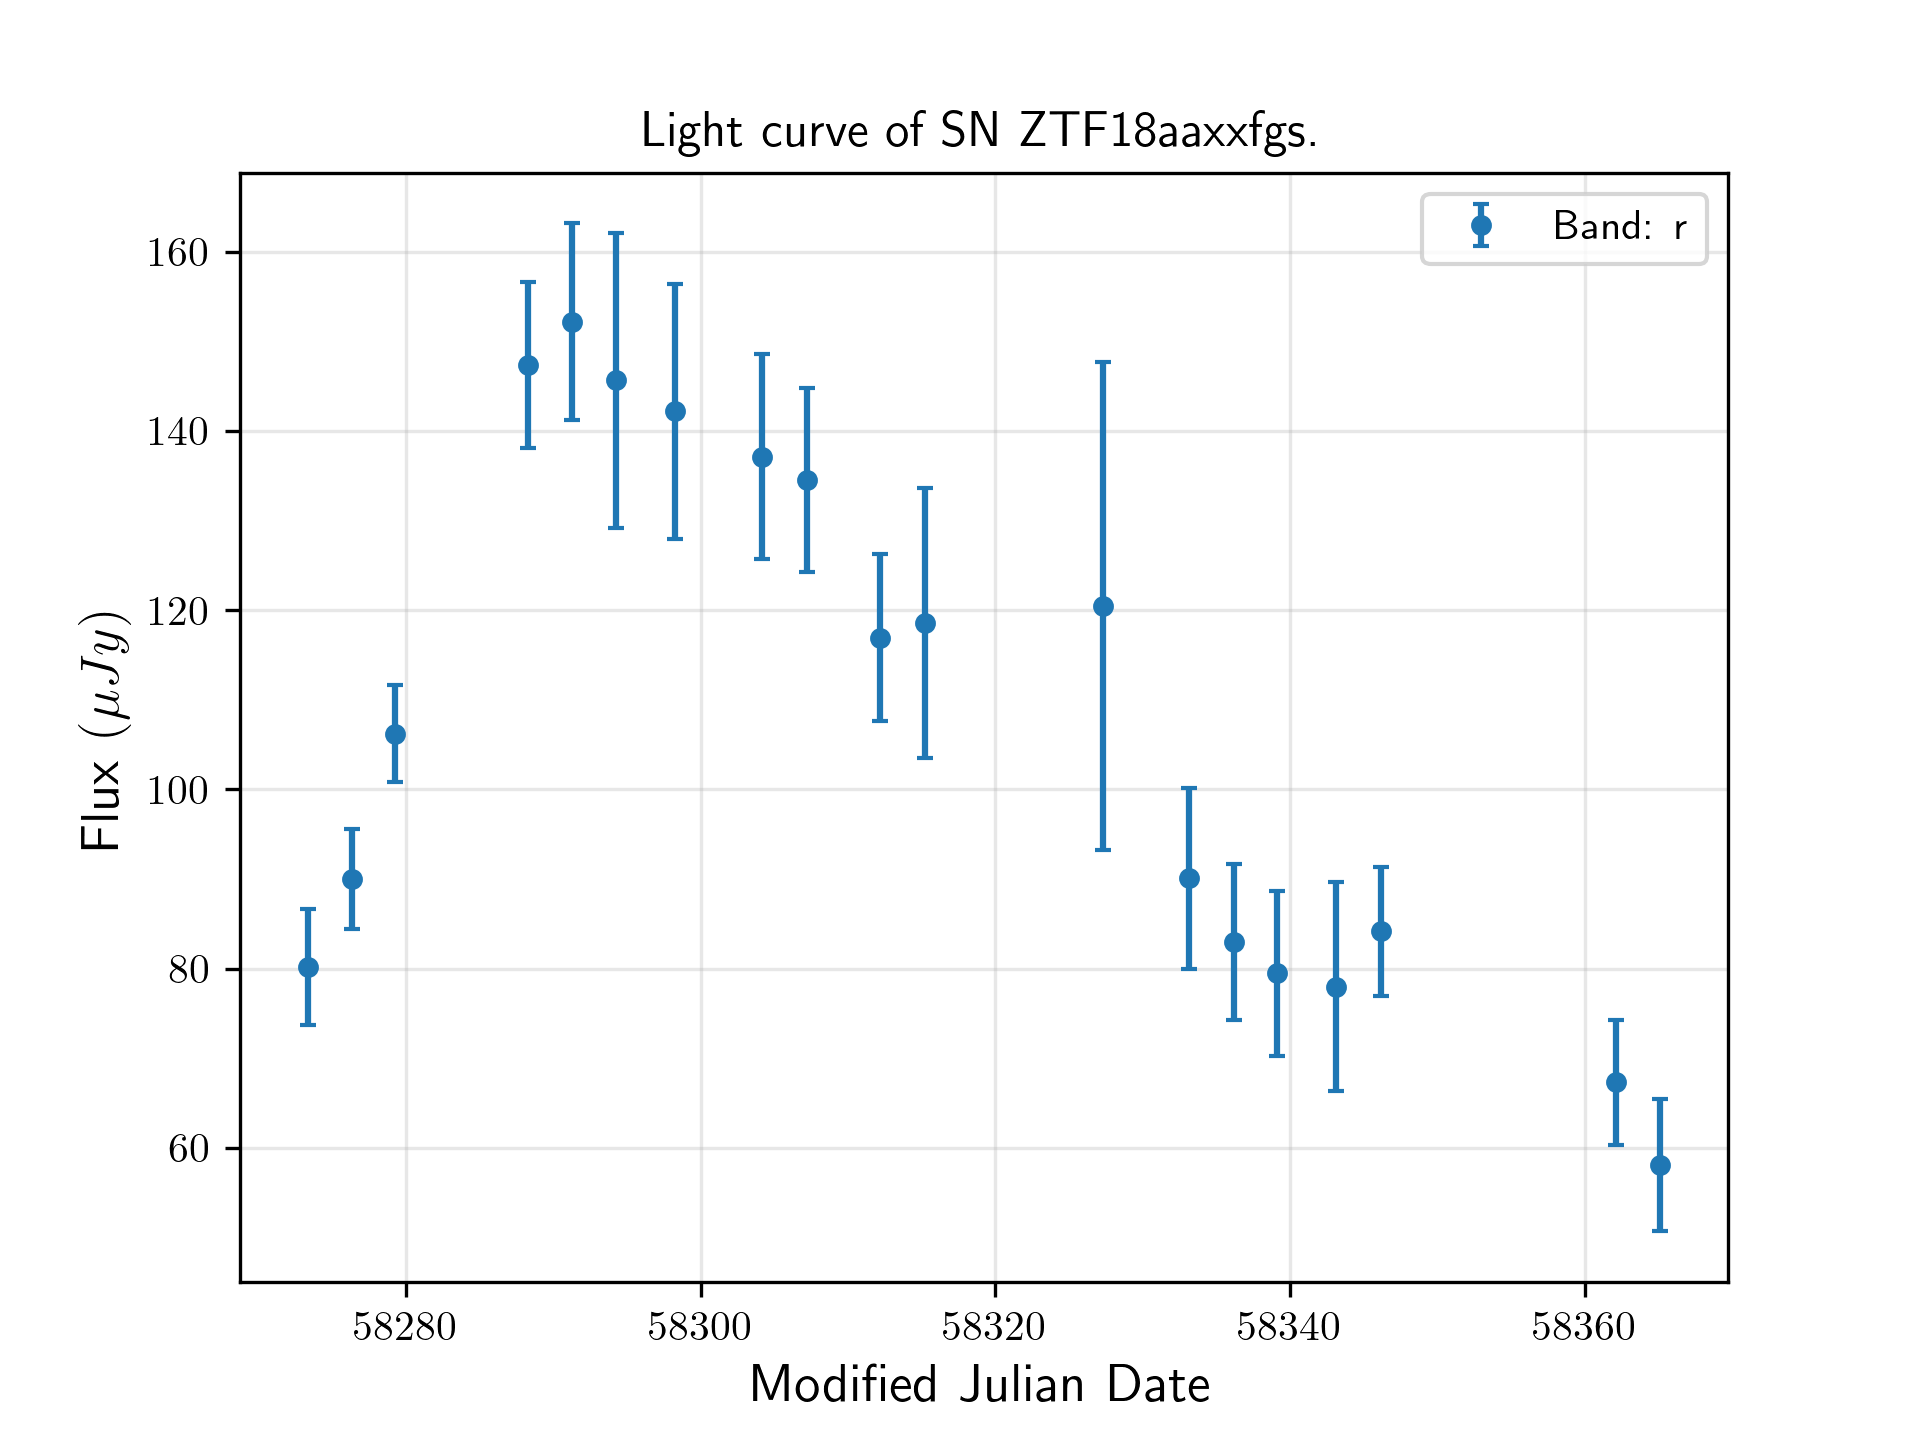 Light curve of SN ZTF18aaxxfgs.
Band: r
160
140
120
100
80
60
Flux (μJy)
58280 58300 58320 58340 58360
Modified Julian Date